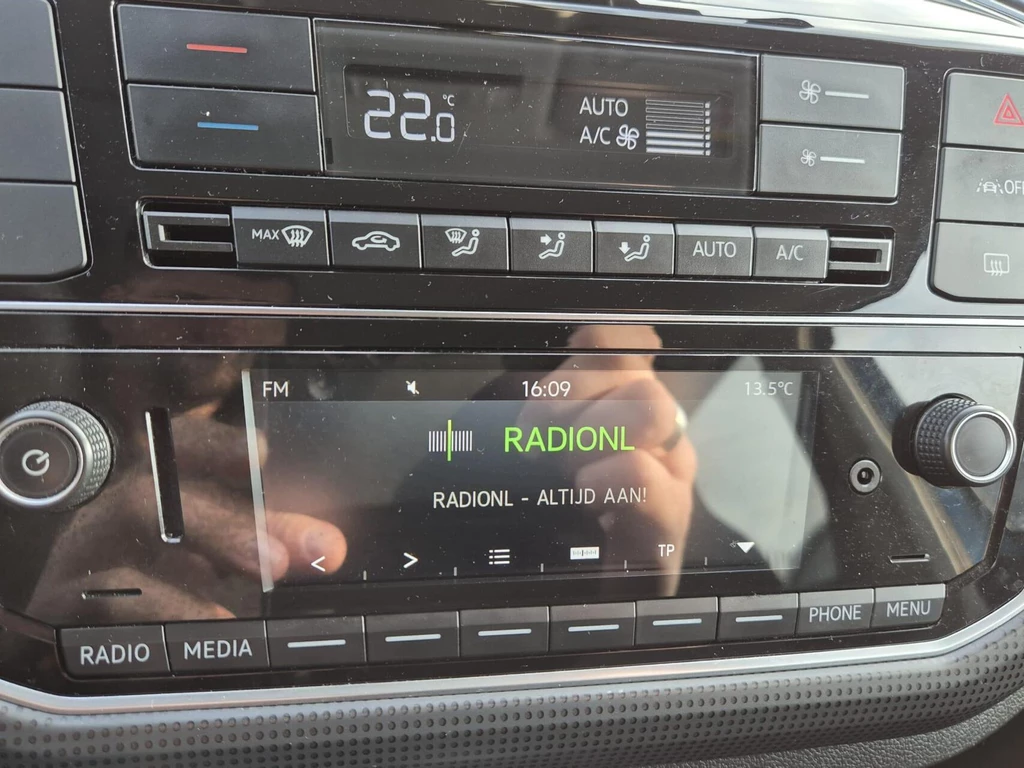 22.0 °C
AUTO
A/C
OFF
MAX
AUTO
A/C
FM 16:09 13.5°C
RADIONL
RADIONL - ALTIJD AAN!
< > TP
RADIO MEDIA PHONE MENU